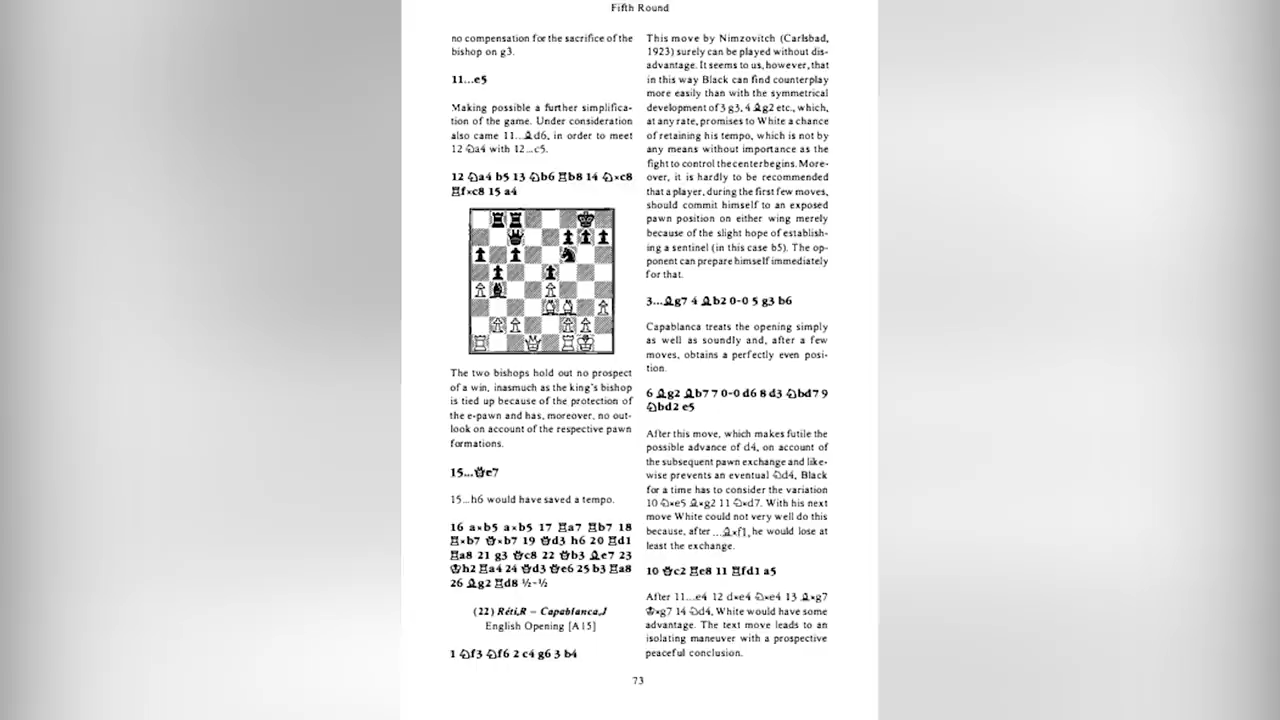 Fifth Round
no compensation for the sacrifice of the
bishop on g3.
11...e5
Making possible a further simplifica-
tion of the game. Under consideration
also came 11...♗d6, in order to meet
12 ♘a4 with 12...c5.
12 ♘a4 b5 13 ♘b6 ♖b8 14 ♘×c8
♖f×c8 15 a4
The two bishops hold out no prospect
of a win, inasmuch as the king's bishop
is tied up because of the protection of
the e-pawn and has, moreover, no out-
look on account of the respective pawn
formations.
15...♕e7
15...h6 would have saved a tempo.
16 a×b5 a×b5 17 ♖a7 ♖b7 18
♖×b7 ♕×b7 19 ♕d3 h6 20 ♖d1
♖a8 21 g3 ♕c8 22 ♕b3 ♗e7 23
♔h2 ♖a4 24 ♕d3 ♕e6 25 b3 ♖a8
26 ♗g2 ♖d8 ½-½
(22) Réti,R – Capablanca,J
English Opening [A15]
1 ♘f3 ♘f6 2 c4 g6 3 b4
This move by Nimzovitch (Carlsbad,
1923) surely can be played without dis-
advantage. It seems to us, however, that
in this way Black can find counterplay
more easily than with the symmetrical
development of 3 g3, 4 ♗g2 etc., which,
at any rate, promises to White a chance
of retaining his tempo, which is not by
any means without importance as the
fight to control the center begins. More-
over, it is hardly to be recommended
that a player, during the first few moves,
should commit himself to an exposed
pawn position on either wing merely
because of the slight hope of establish-
ing a sentinel (in this case b5). The op-
ponent can prepare himself immediately
for that.
3...♗g7 4 ♗b2 0-0 5 g3 b6
Capablanca treats the opening simply
as well as soundly and, after a few
moves, obtains a perfectly even posi-
tion.
6 ♗g2 ♗b7 7 0-0 d6 8 d3 ♘bd7 9
♘bd2 e5
After this move, which makes futile the
possible advance of d4, on account of
the subsequent pawn exchange and like-
wise prevents an eventual ♘d4, Black
for a time has to consider the variation
10 ♘×e5 ♗×g2 11 ♘×d7. With his next
move White could not very well do this
because, after ...♗×f1, he would lose at
least the exchange.
10 ♕c2 ♖e8 11 ♖fd1 a5
After 11...e4 12 d×e4 ♘×e4 13 ♗×g7
♔×g7 14 ♘d4, White would have some
advantage. The text move leads to an
isolating maneuver with a prospective
peaceful conclusion.
73